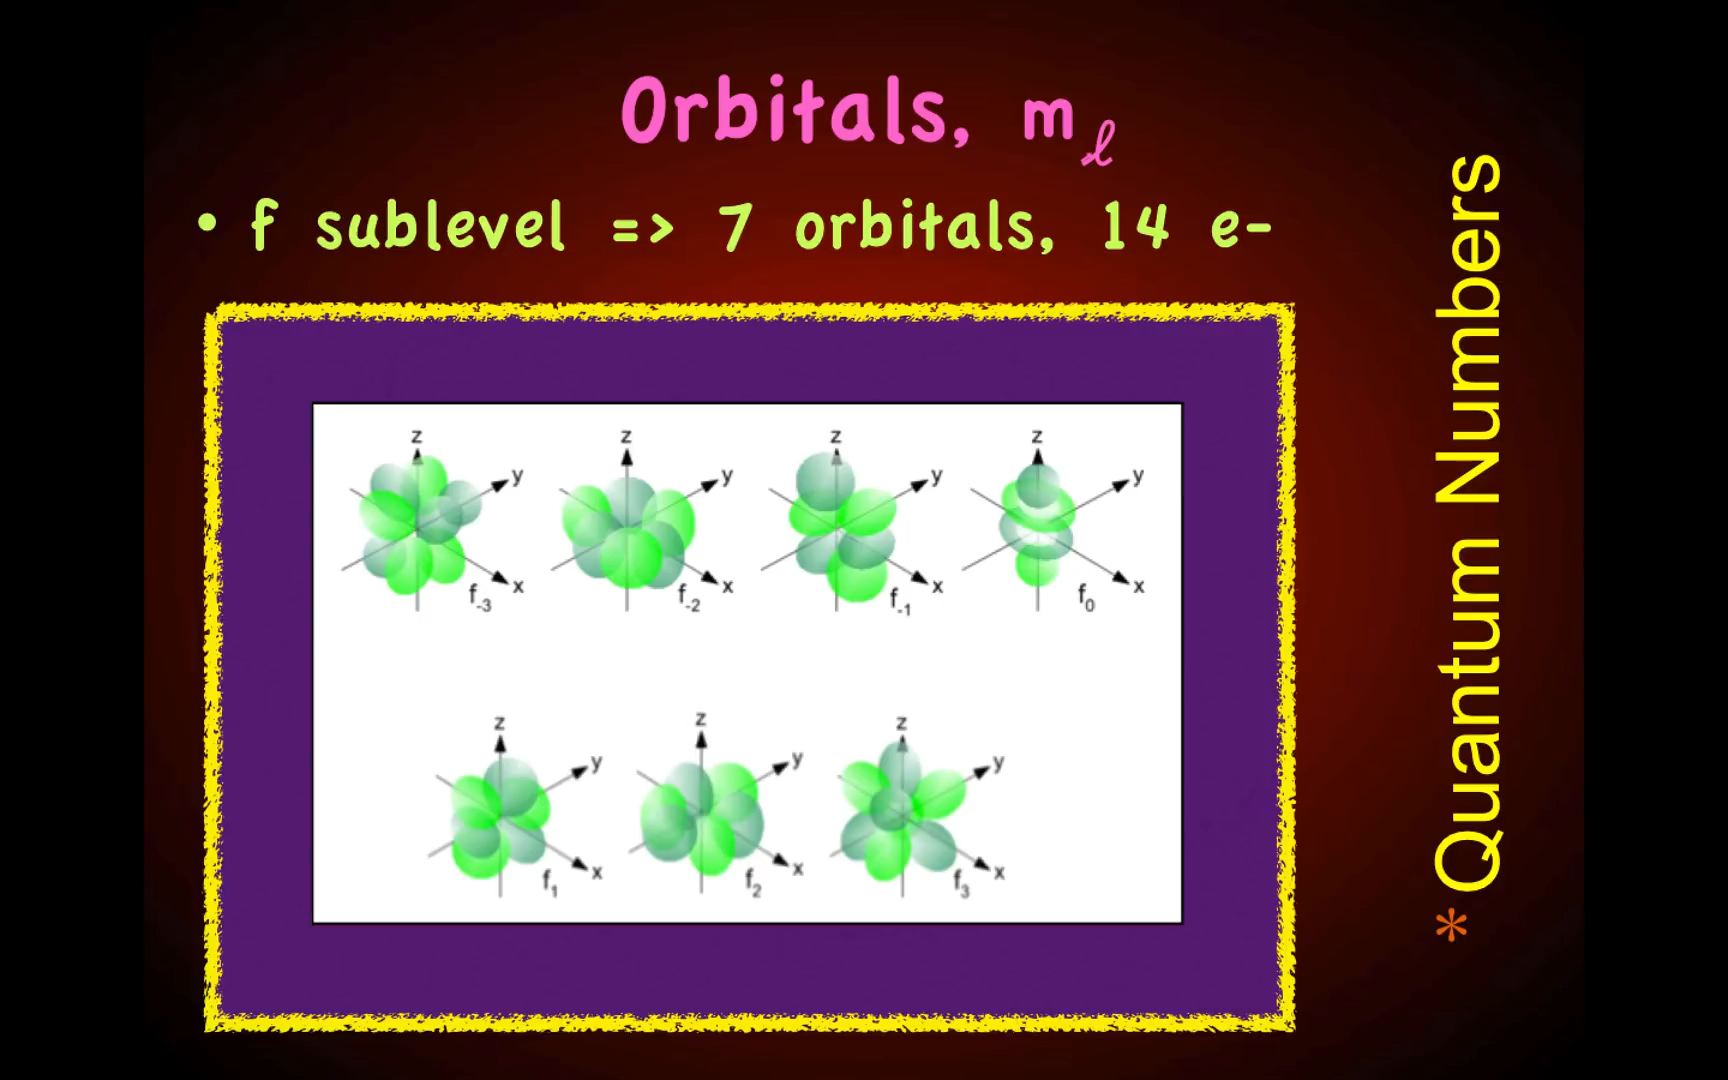 Orbitals, mℓ
• f sublevel => 7 orbitals, 14 e-
z z z z
y y y y
x x x x
f-3 f-2 f-1 f0
z z z
y y y
x x x
f1 f2 f3
* Quantum Numbers